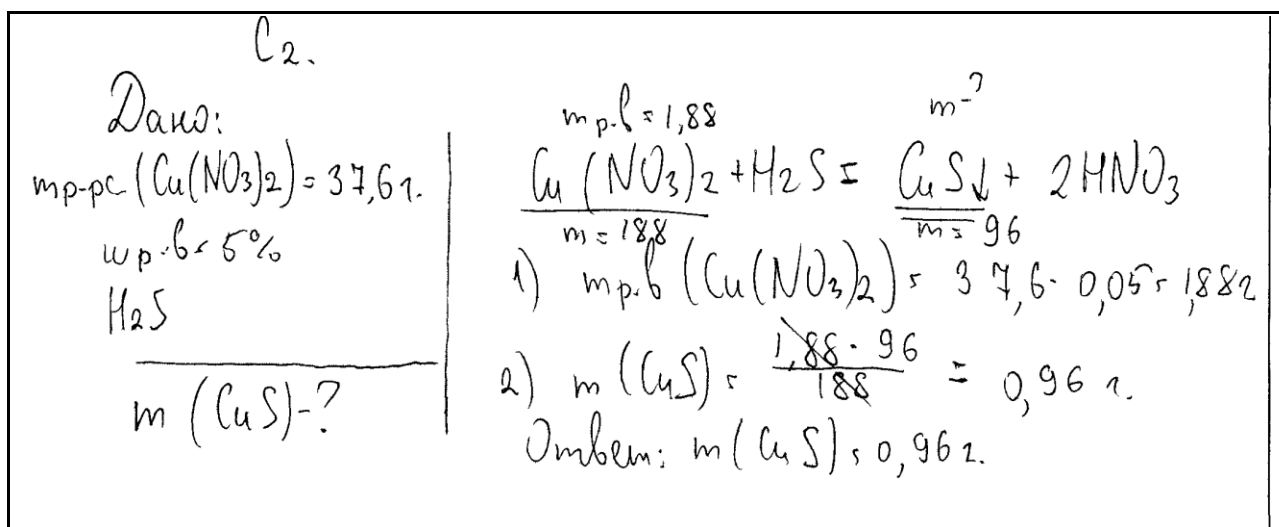 С2.
Дано:
mр-ра (Cu(NO3)2) = 37,6 г.
wр.в = 5%
H2S
m (CuS)-?
mр.в = 1,88
m-?
Cu(NO3)2 + H2S = CuS↓ + 2HNO3
m = 188
m = 96
1) mр.в (Cu(NO3)2) = 37,6 · 0,05 = 1,88 г
2) m (CuS) = 1,88 · 96 / 188 = 0,96 г.
Ответ: m (CuS) = 0,96 г.